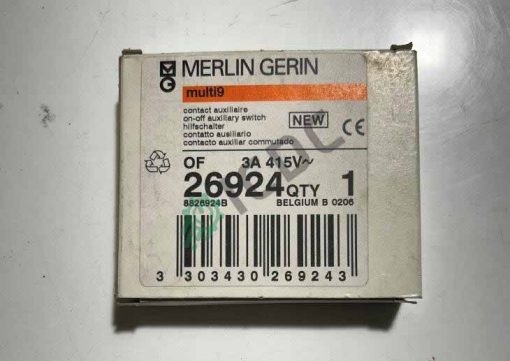 MERLIN GERIN
multi9
contact auxiliaire
on-off auxiliary switch
hilfschalter
contatto ausiliario
contacto auxiliar commutado
NEW
CE
OF 3A 415V~
26924 QTY 1
8826924B BELGIUM B 0206
3 303430 269243